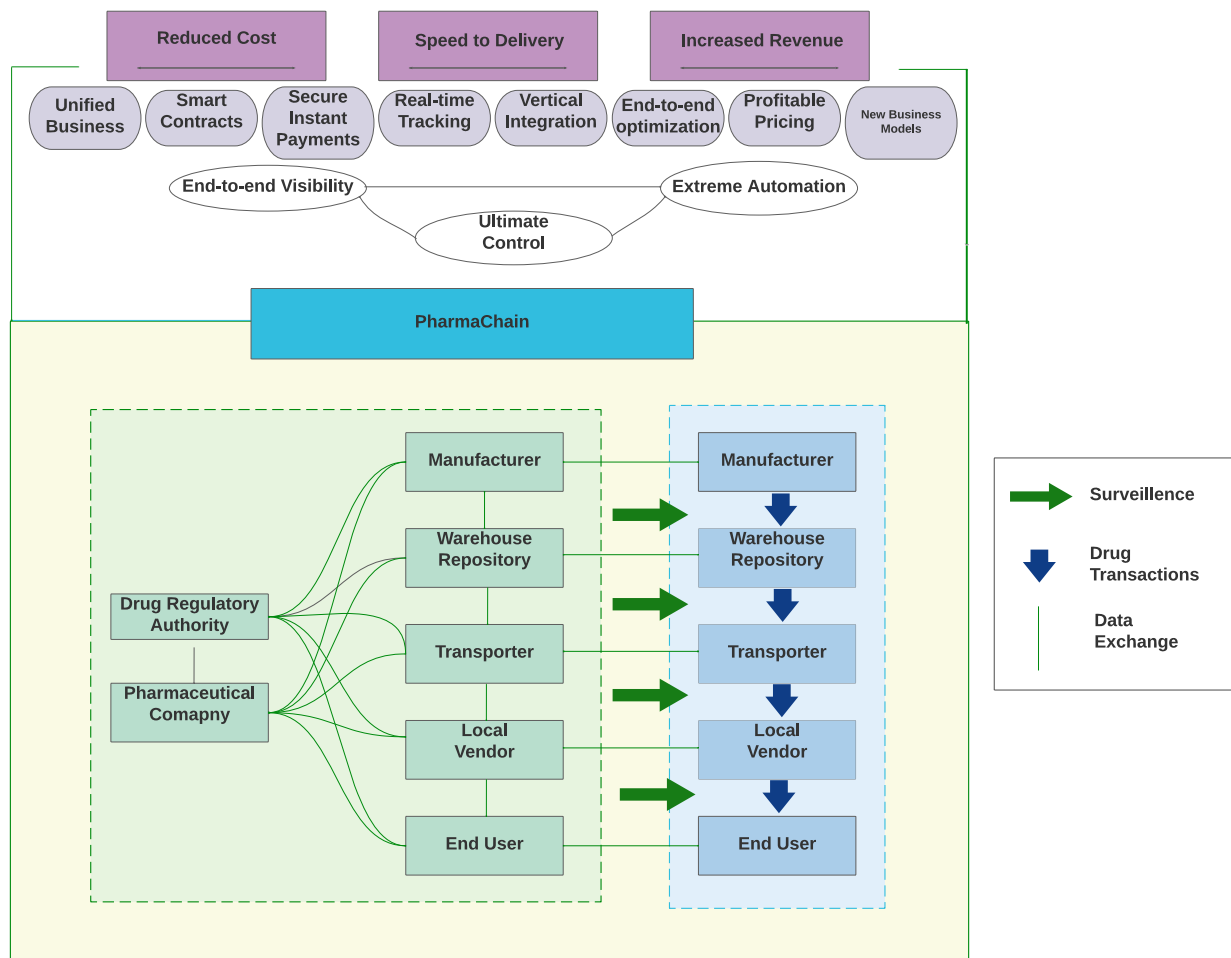 Reduced Cost
Speed to Delivery
Increased Revenue
Unified
Business
Smart
Contracts
Secure
Instant
Payments
Real-time
Tracking
Vertical
Integration
End-to-end
optimization
Profitable
Pricing
New Business
Models
End-to-end Visibility
Extreme Automation
Ultimate
Control
PharmaChain
Drug Regulatory
Authority
Pharmaceutical
Comapny
Manufacturer
Warehouse
Repository
Transporter
Local
Vendor
End User
Manufacturer
Warehouse
Repository
Transporter
Local
Vendor
End User
Surveillence
Drug
Transactions
Data
Exchange